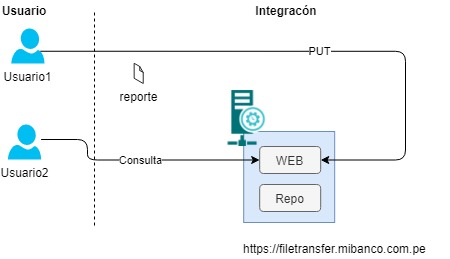 Usuario
Integracón
Usuario1
PUT
reporte
Usuario2
Consulta
WEB
Repo
https://filetransfer.mibanco.com.pe